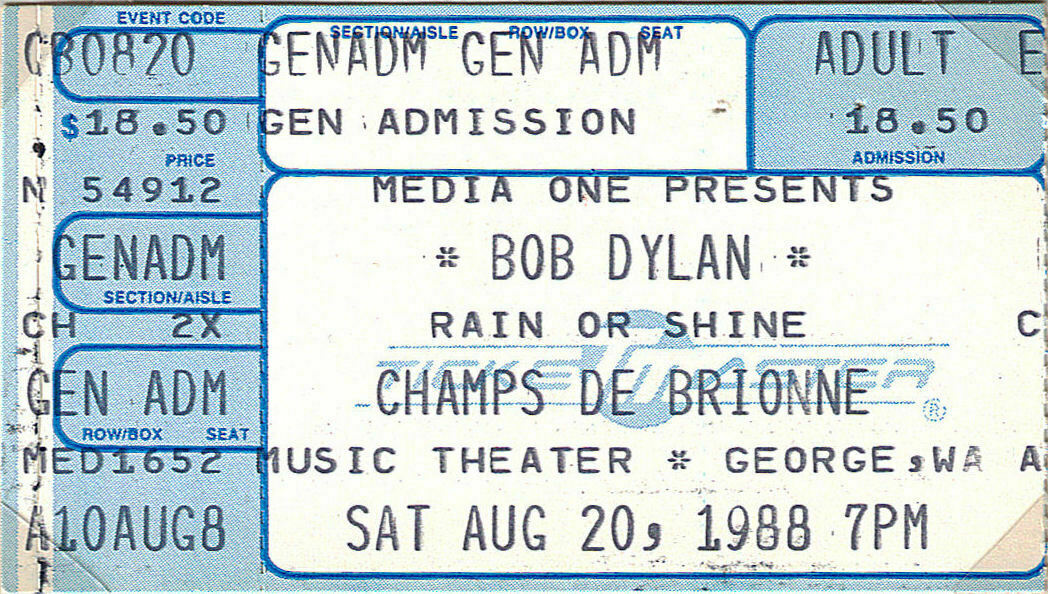 EVENT CODE
SECTION/AISLE ROW/BOX SEAT
CB0820 GENADM GEN ADM ADULT E
$18.50 GEN ADMISSION 18.50
PRICE ADMISSION
N 54912 MEDIA ONE PRESENTS
GENADM * BOB DYLAN *
SECTION/AISLE
CH 2X RAIN OR SHINE C
TICKETMASTER ®
GEN ADM CHAMPS DE BRIONNE
ROW/BOX SEAT
MED1652 MUSIC THEATER * GEORGE,WA A
A10AUG8 SAT AUG 20, 1988 7PM